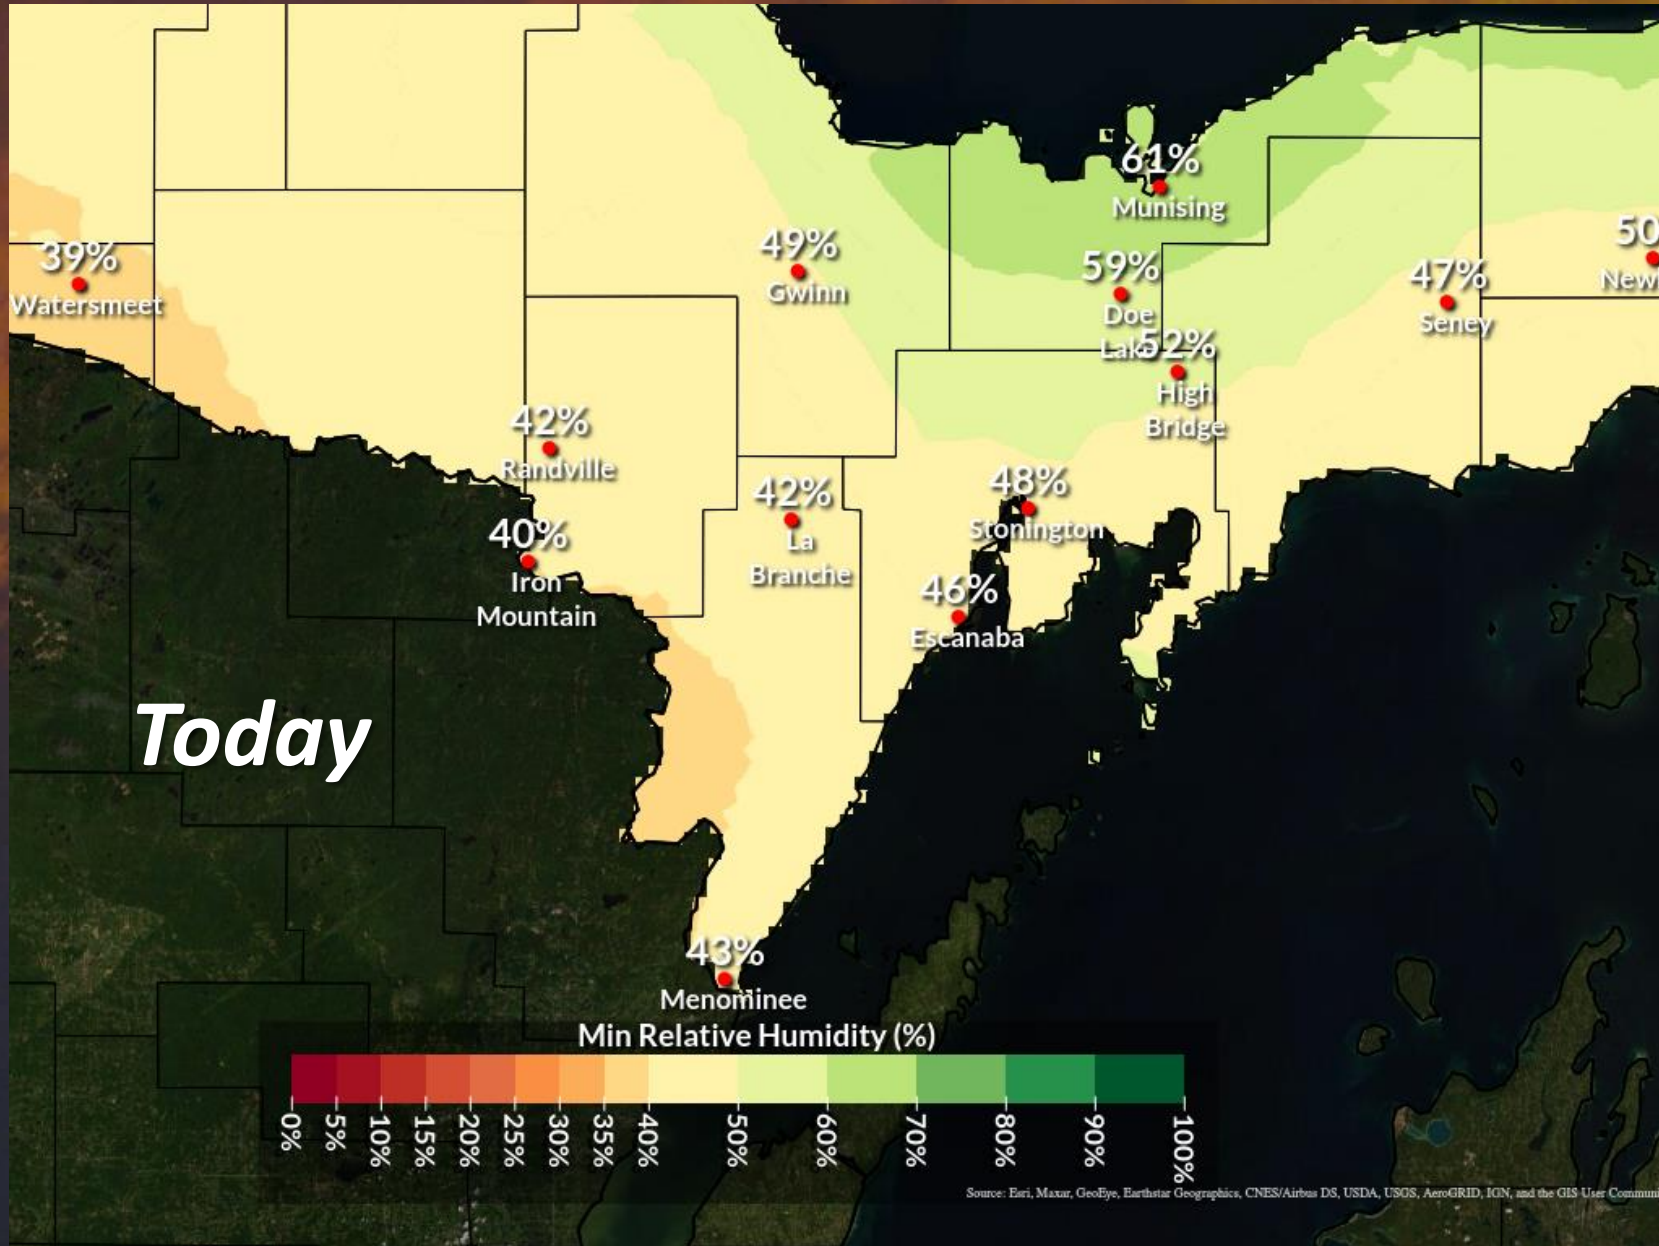 61%
Munising
39%
Watersmeet
49%
Gwinn
59%
Doe
Lake
52%
High
Bridge
47%
Seney
50
New
42%
Randville
42%
La
Branche
48%
Stonington
40%
Iron
Mountain
46%
Escanaba
Today
43%
Menominee
Min Relative Humidity (%)
0%
5%
10%
15%
20%
25%
30%
35%
40%
50%
60%
70%
80%
90%
100%
Source: Esri, Maxar, GeoEye, Earthstar Geographics, CNES/Airbus DS, USDA, USGS, AeroGRID, IGN, and the GIS User Communi